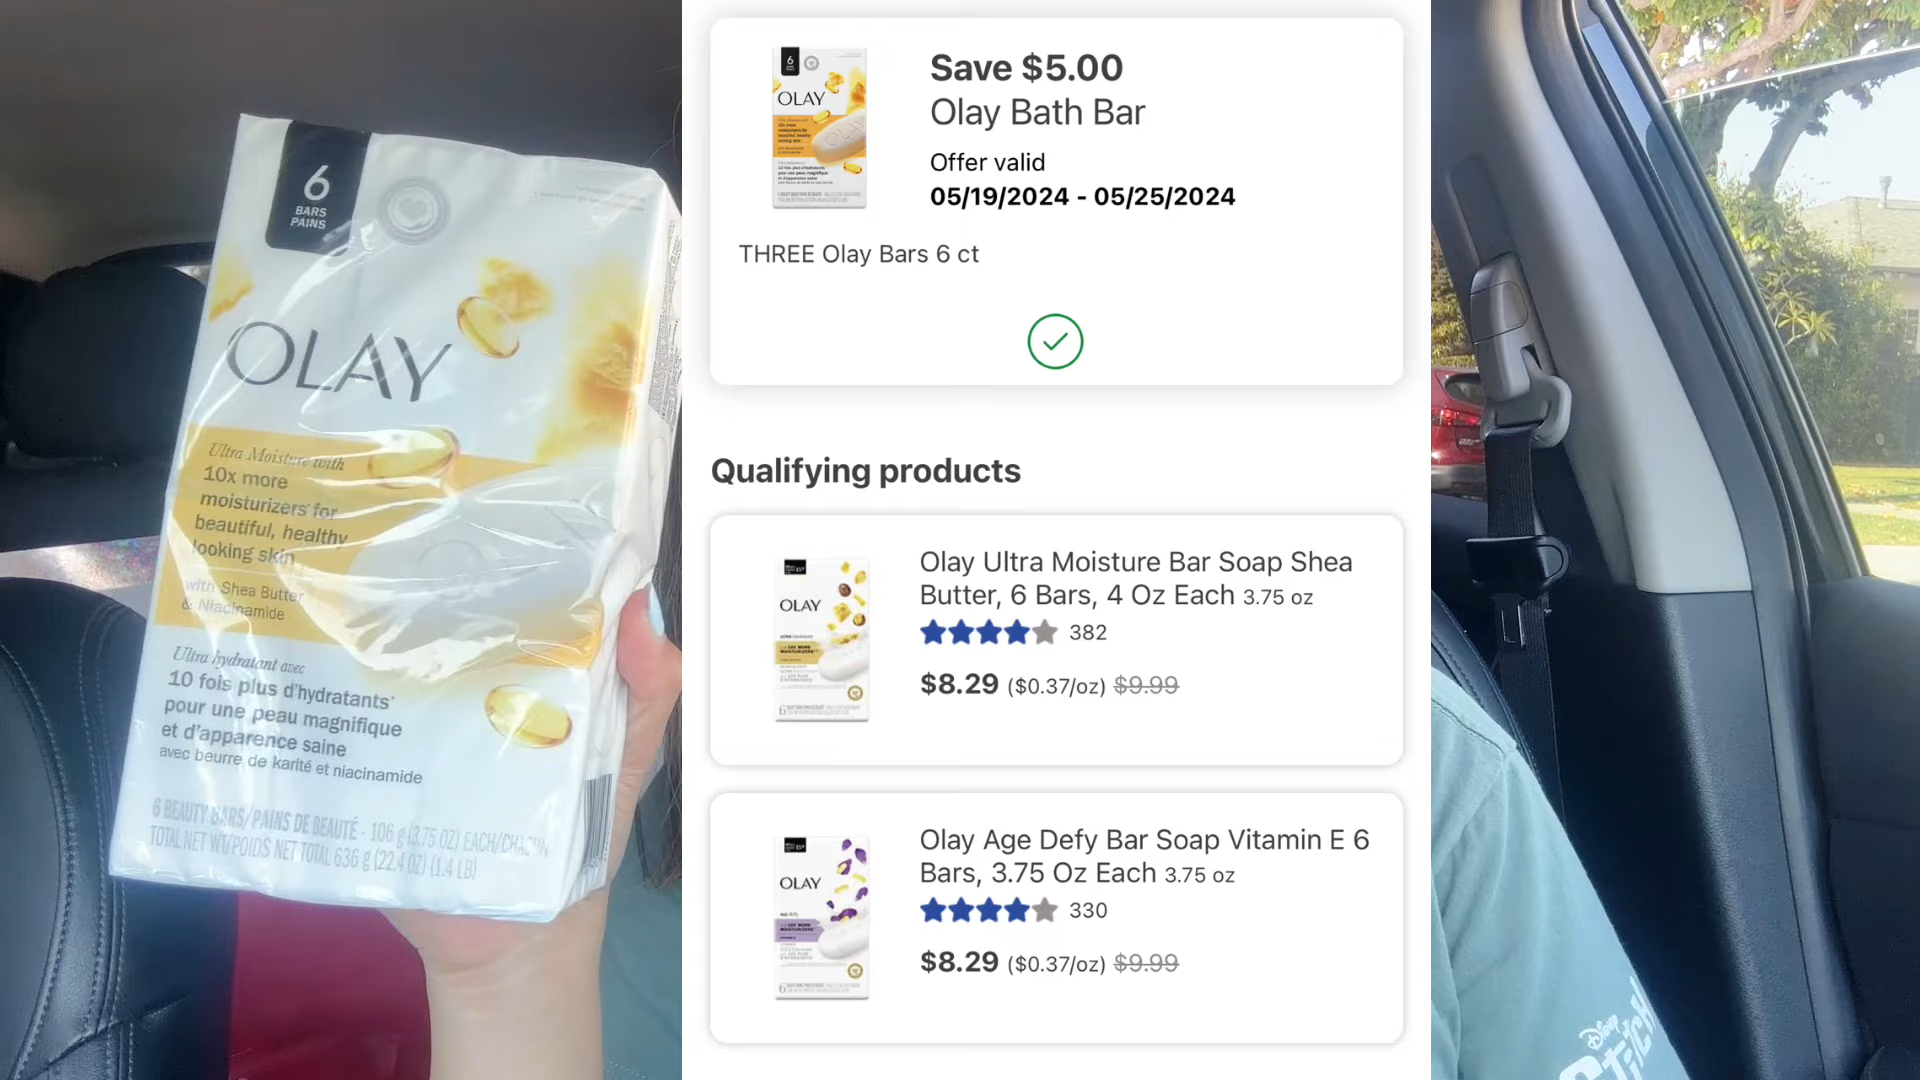 6
BARS
PAINS
OLAY
Ultra Moisture with
10x more
moisturizers* for
beautiful, healthy
looking skin
with Shea Butter
& Niacinamide
Ultra hydratant avec
10 fois plus d'hydratants*
pour une peau magnifique
et d'apparence saine
avec beurre de karité et niacinamide
6 BEAUTY BARS/PAINS DE BEAUTÉ - 106 g (3.75 OZ) EACH/CHACUN
TOTAL NET WT/POIDS NET TOTAL 636 g (22.4 OZ) (1.4 LB)
6
OLAY
Save $5.00
Olay Bath Bar
Offer valid
05/19/2024 - 05/25/2024
THREE Olay Bars 6 ct
Qualifying products
OLAY
6
Olay Ultra Moisture Bar Soap Shea
Butter, 6 Bars, 4 Oz Each 3.75 oz
382
$8.29 ($0.37/oz) $9.99
OLAY
6
Olay Age Defy Bar Soap Vitamin E 6
Bars, 3.75 Oz Each 3.75 oz
330
$8.29 ($0.37/oz) $9.99
Disney
Stitch